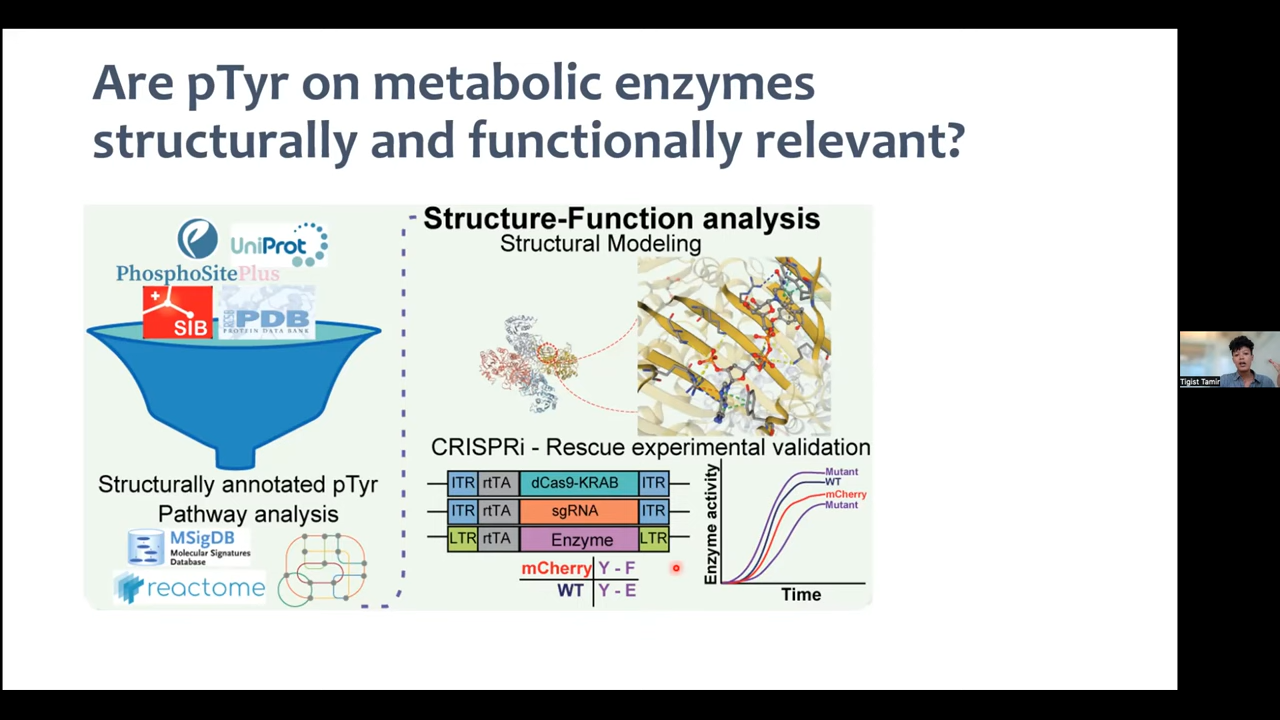 Are pTyr on metabolic enzymes
structurally and functionally relevant?
UniProt
PhosphoSitePlus
SIB
PDB
PROTEIN DATA BANK
Structurally annotated pTyr
Pathway analysis
MSigDB
Molecular Signatures
Database
reactome
Structure-Function analysis
Structural Modeling
CRISPRi - Rescue experimental validation
ITR rtTA dCas9-KRAB ITR
ITR rtTA sgRNA ITR
LTR rtTA Enzyme LTR
mCherry Y - F
WT Y - E
Enzyme activity
Mutant
WT
mCherry
Mutant
Time
Tigist Tamir